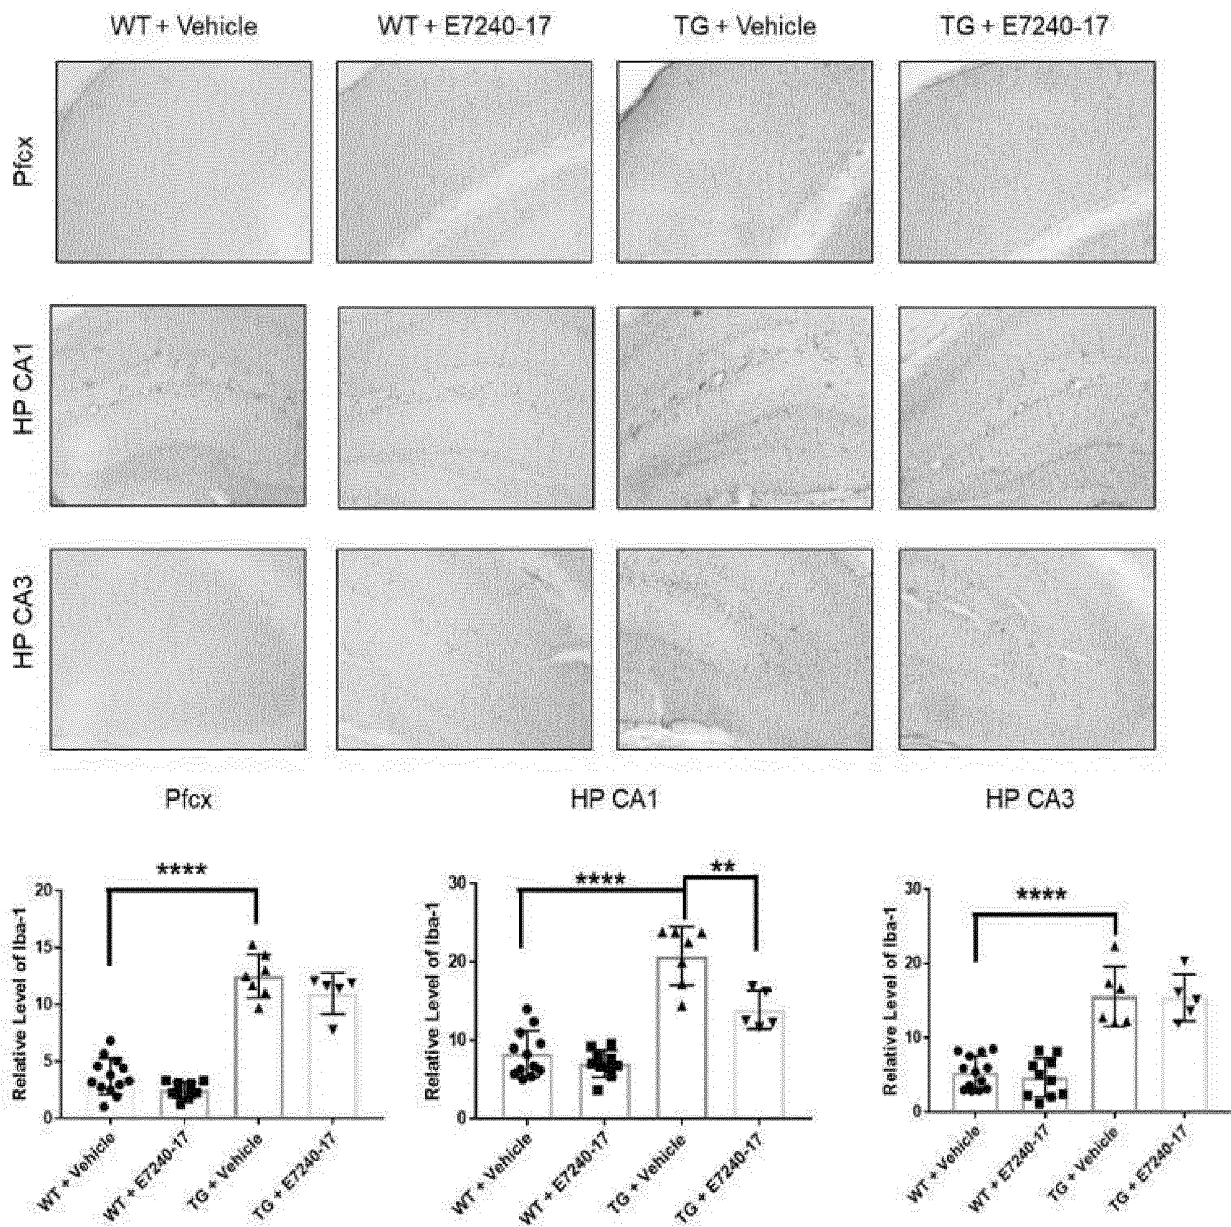 WT + Vehicle WT + E7240-17 TG + Vehicle TG + E7240-17
Pfcx
HP CA1
HP CA3
Pfcx HP CA1 HP CA3
Relative Level of Iba-1
20
15
10
5
0
****
WT + Vehicle
WT + E7240-17
TG + Vehicle
TG + E7240-17
Relative Level of Iba-1
30
20
10
0
****
**
WT + Vehicle
WT + E7240-17
TG + Vehicle
TG + E7240-17
Relative Level of Iba-1
30
20
10
0
****
WT + Vehicle
WT + E7240-17
TG + Vehicle
TG + E7240-17